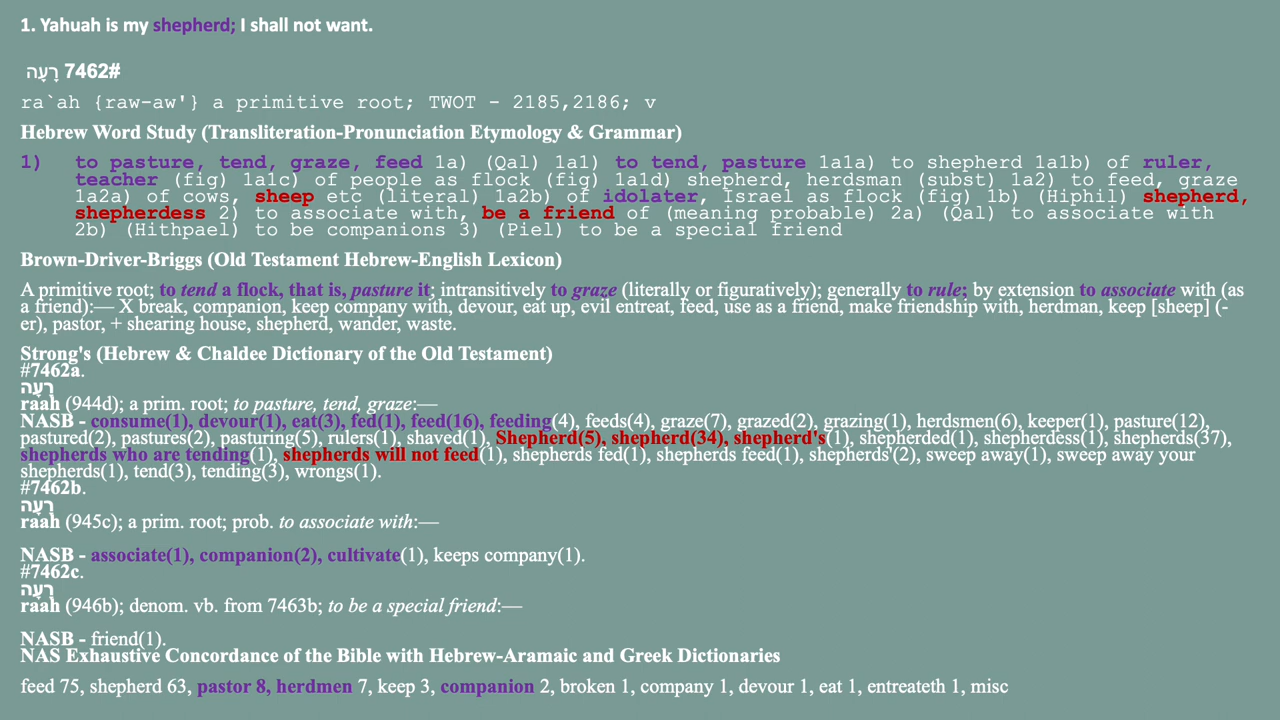 1. Yahuah is my shepherd; I shall not want.
רָעָה 7462#
ra`ah {raw-aw'} a primitive root; TWOT - 2185,2186; v
Hebrew Word Study (Transliteration-Pronunciation Etymology & Grammar)
1) to pasture, tend, graze, feed 1a) (Qal) 1a1) to tend, pasture 1a1a) to shepherd 1a1b) of ruler,
teacher (fig) 1a1c) of people as flock (fig) 1a1d) shepherd, herdsman (subst) 1a2) to feed, graze
1a2a) of cows, sheep etc (literal) 1a2b) of idolater, Israel as flock (fig) 1b) (Hiphil) shepherd,
shepherdess 2) to associate with, be a friend of (meaning probable) 2a) (Qal) to associate with
2b) (Hithpael) to be companions 3) (Piel) to be a special friend
Brown-Driver-Briggs (Old Testament Hebrew-English Lexicon)
A primitive root; to tend a flock, that is, pasture it; intransitively to graze (literally or figuratively); generally to rule; by extension to associate with (as
a friend):— X break, companion, keep company with, devour, eat up, evil entreat, feed, use as a friend, make friendship with, herdman, keep [sheep] (-
er), pastor, + shearing house, shepherd, wander, waste.
Strong's (Hebrew & Chaldee Dictionary of the Old Testament)
#7462a.
רָעָה
raah (944d); a prim. root; to pasture, tend, graze:—
NASB - consume(1), devour(1), eat(3), fed(1), feed(16), feeding(4), feeds(4), graze(7), grazed(2), grazing(1), herdsmen(6), keeper(1), pasture(12),
pastured(2), pastures(2), pasturing(5), rulers(1), shaved(1), Shepherd(5), shepherd(34), shepherd's(1), shepherded(1), shepherdess(1), shepherds(37),
shepherds who are tending(1), shepherds will not feed(1), shepherds fed(1), shepherds feed(1), shepherds'(2), sweep away(1), sweep away your
shepherds(1), tend(3), tending(3), wrongs(1).
#7462b.
רָעָה
raah (945c); a prim. root; prob. to associate with:—
NASB - associate(1), companion(2), cultivate(1), keeps company(1).
#7462c.
רָעָה
raah (946b); denom. vb. from 7463b; to be a special friend:—
NASB - friend(1).
NAS Exhaustive Concordance of the Bible with Hebrew-Aramaic and Greek Dictionaries
feed 75, shepherd 63, pastor 8, herdmen 7, keep 3, companion 2, broken 1, company 1, devour 1, eat 1, entreateth 1, misc